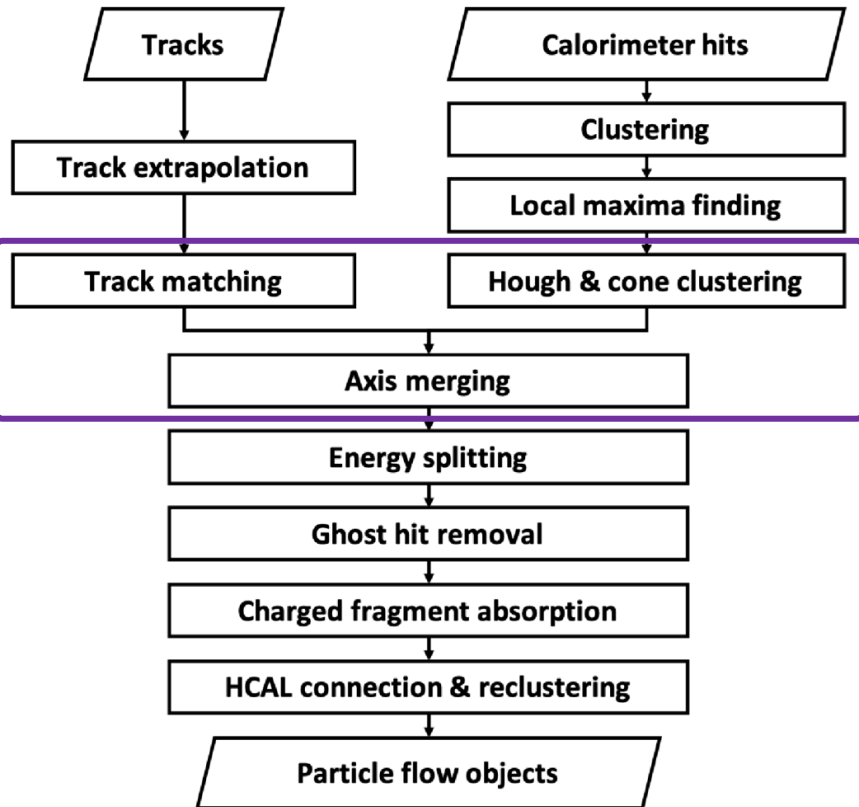 Tracks
Calorimeter hits
Clustering
Track extrapolation
Local maxima finding
Track matching
Hough & cone clustering
Axis merging
Energy splitting
Ghost hit removal
Charged fragment absorption
HCAL connection & reclustering
Particle flow objects